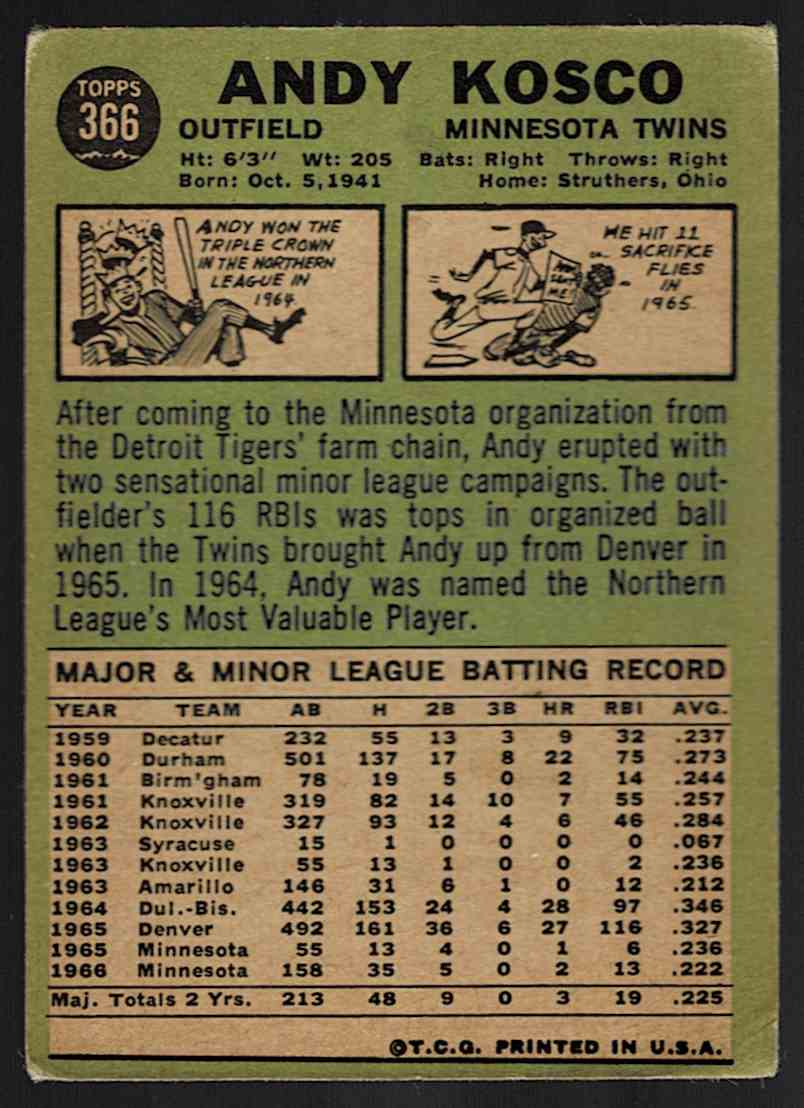 TOPPS
366
ANDY KOSCO
OUTFIELD MINNESOTA TWINS
Ht: 6'3" Wt: 205 Bats: Right Throws: Right
Born: Oct. 5, 1941 Home: Struthers, Ohio
ANDY WON THE
TRIPLE CROWN
IN THE NORTHERN
LEAGUE IN
1964.
HE HIT 11
SACRIFICE
FLIES
IN
1965.
After coming to the Minnesota organization from
the Detroit Tigers' farm chain, Andy erupted with
two sensational minor league campaigns. The out-
fielder's 116 RBIs was tops in organized ball
when the Twins brought Andy up from Denver in
1965. In 1964, Andy was named the Northern
League's Most Valuable Player.
MAJOR & MINOR LEAGUE BATTING RECORD
YEAR TEAM AB H 2B 3B HR RBI AVG.
1959 Decatur 232 55 13 3 9 32 .237
1960 Durham 501 137 17 8 22 75 .273
1961 Birm'gham 78 19 5 0 2 14 .244
1961 Knoxville 319 82 14 10 7 55 .257
1962 Knoxville 327 93 12 4 6 46 .284
1963 Syracuse 15 1 0 0 0 0 .067
1963 Knoxville 55 13 1 0 0 2 .236
1963 Amarillo 146 31 6 1 0 12 .212
1964 Dul.-Bis. 442 153 24 4 28 97 .346
1965 Denver 492 161 36 6 27 116 .327
1965 Minnesota 55 13 4 0 1 6 .236
1966 Minnesota 158 35 5 0 2 13 .222
Maj. Totals 2 Yrs. 213 48 9 0 3 19 .225
©T.C.G. PRINTED IN U.S.A.